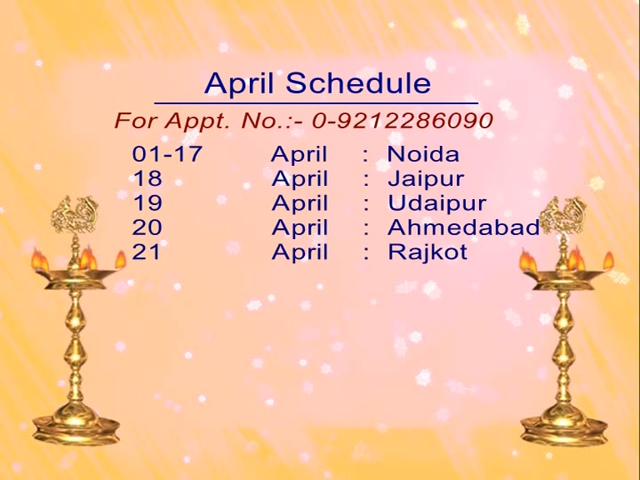 April Schedule
For Appt. No.:- 0-9212286090
01-17 April : Noida
18 April : Jaipur
19 April : Udaipur
20 April : Ahmedabad
21 April : Rajkot